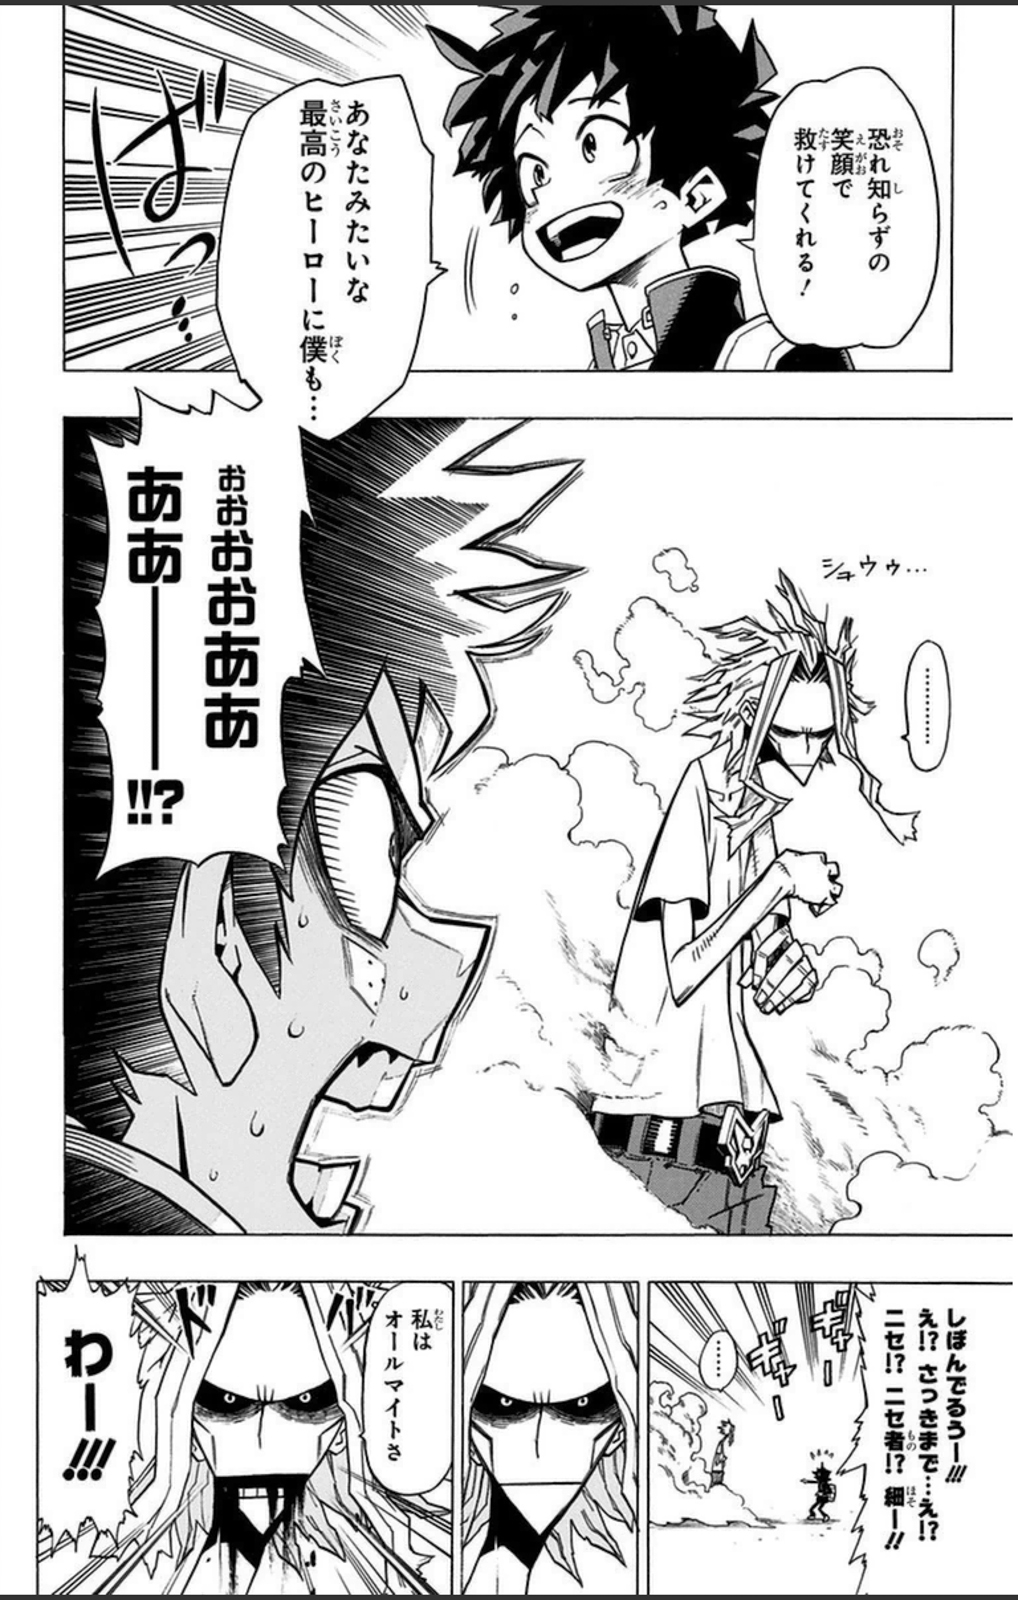 恐れ知らずの
笑顔で
救けてくれる!
あなたみたいな
最高のヒーローに僕も…
ばっ…
おおおおああ
ああ――!!?
シュウゥ…
…………
しぼんでるうー!!!
え!?さっきまで…え!?
ニセ!?ニセ者!?細ー!!
ギャー
ギャー
……
私は
オールマイトさ
ドバ
わー!!!